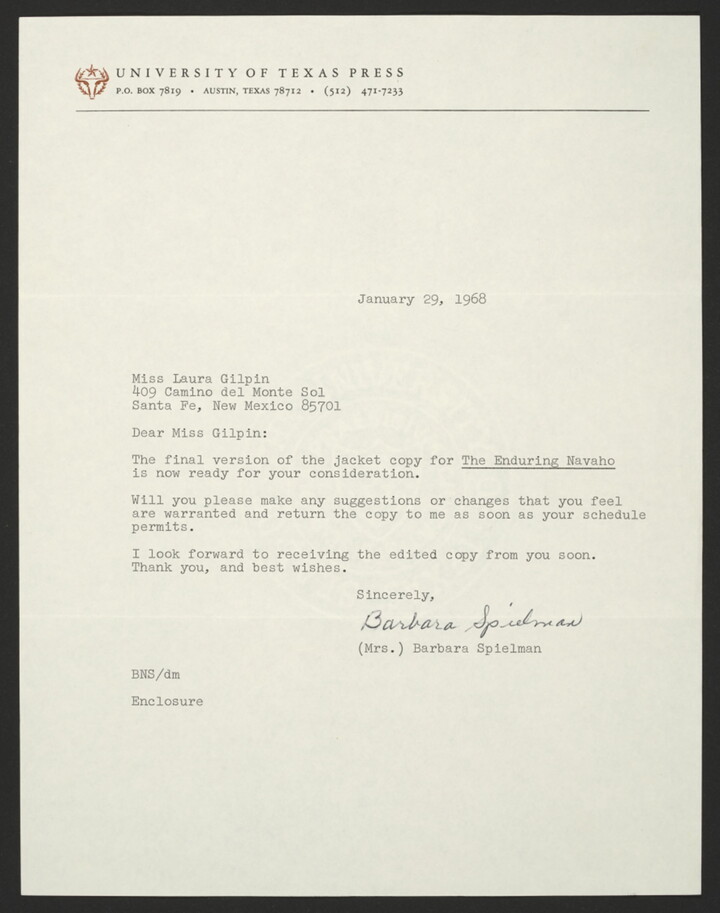 UNIVERSITY OF TEXAS PRESS
P.O. BOX 7819 • AUSTIN, TEXAS 78712 • (512) 471-7233
January 29, 1968
Miss Laura Gilpin
409 Camino del Monte Sol
Santa Fe, New Mexico 85701
Dear Miss Gilpin:
The final version of the jacket copy for The Enduring Navaho
is now ready for your consideration.
Will you please make any suggestions or changes that you feel
are warranted and return the copy to me as soon as your schedule
permits.
I look forward to receiving the edited copy from you soon.
Thank you, and best wishes.
Sincerely,
Barbara Spielman
(Mrs.) Barbara Spielman
BNS/dm
Enclosure